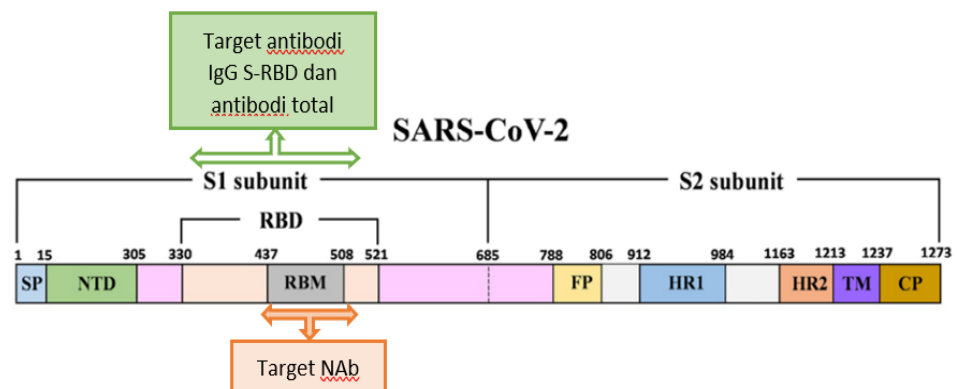 Target antibodi
IgG S-RBD dan
antibodi total
SARS-CoV-2
S1 subunit S2 subunit
RBD
1 15 305 330 437 508 521 685 788 806 912 984 1163 1213 1237 1273
SP NTD RBM FP HR1 HR2 TM CP
Target NAb